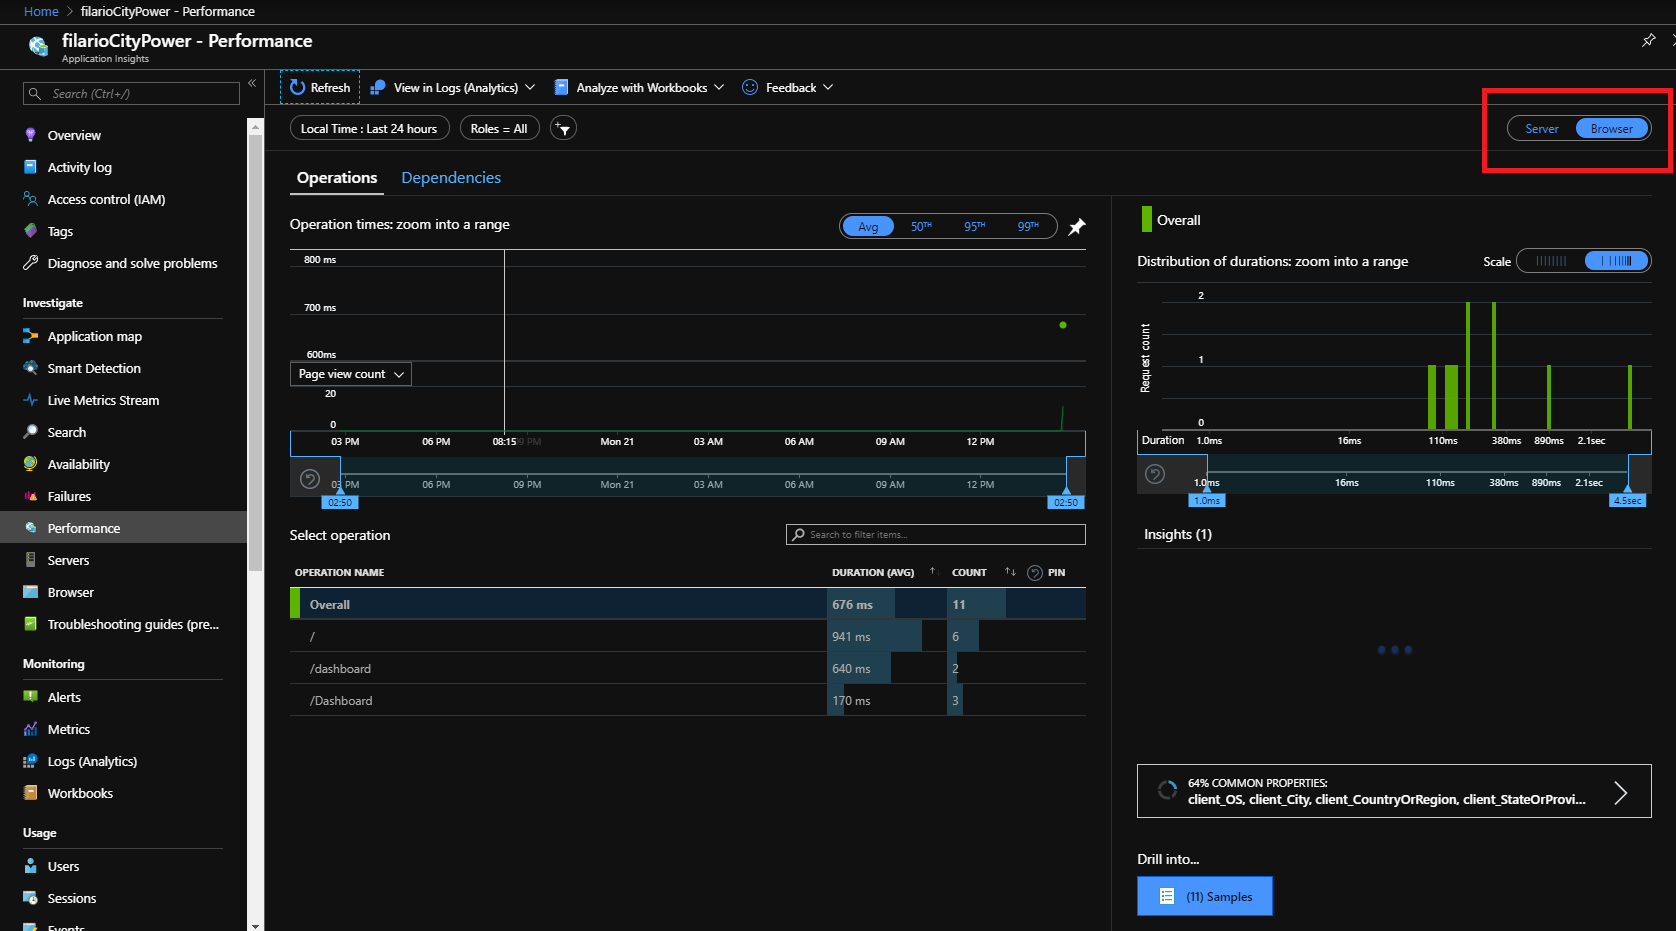 Home > filarioCityPower - Performance
filarioCityPower - Performance
Application Insights
Search (Ctrl+/)
Overview
Activity log
Access control (IAM)
Tags
Diagnose and solve problems
Investigate
Application map
Smart Detection
Live Metrics Stream
Search
Availability
Failures
Performance
Servers
Browser
Troubleshooting guides (pre...
Monitoring
Alerts
Metrics
Logs (Analytics)
Workbooks
Usage
Users
Sessions
Events
Refresh
View in Logs (Analytics)
Analyze with Workbooks
Feedback
Local Time : Last 24 hours
Roles = All
Server
Browser
Operations
Dependencies
Operation times: zoom into a range
Avg
50TH
95TH
99TH
800 ms
700 ms
600ms
Page view count
20
0
03 PM
06 PM
08:15
09 PM
Mon 21
03 AM
06 AM
09 AM
12 PM
03 PM
06 PM
09 PM
Mon 21
03 AM
06 AM
09 AM
12 PM
02:50
02:50
Select operation
Search to filter items...
OPERATION NAME
DURATION (AVG)
COUNT
PIN
Overall
676 ms
11
/
941 ms
6
/dashboard
640 ms
2
/Dashboard
170 ms
3
Overall
Distribution of durations: zoom into a range
Scale
Request count
2
1
0
Duration
1.0ms
16ms
110ms
380ms
890ms
2.1sec
1.0ms
16ms
110ms
380ms
890ms
2.1sec
1.0ms
4.5sec
Insights (1)
64% COMMON PROPERTIES:
client_OS, client_City, client_CountryOrRegion, client_StateOrProvi...
Drill into...
(11) Samples